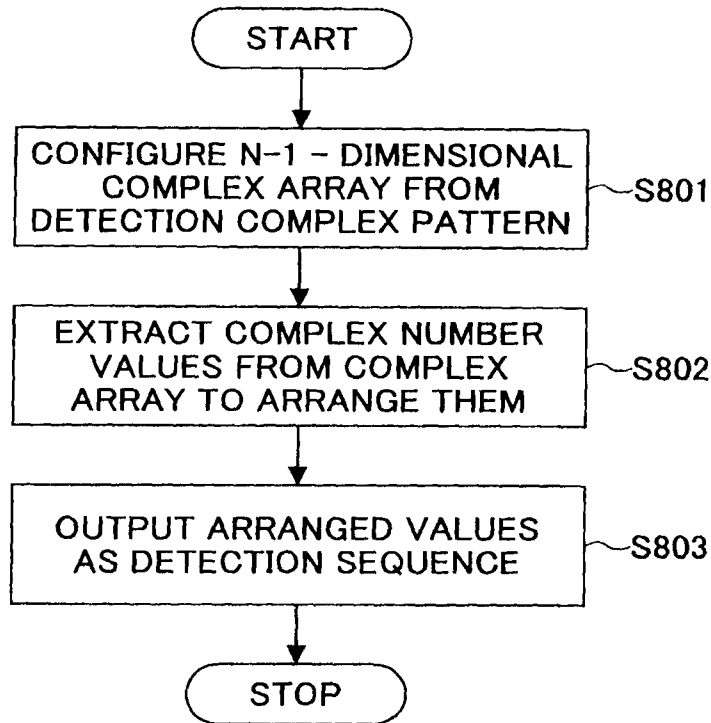 START
CONFIGURE N-1 - DIMENSIONAL
COMPLEX ARRAY FROM
DETECTION COMPLEX PATTERN
S801
EXTRACT COMPLEX NUMBER
VALUES FROM COMPLEX
ARRAY TO ARRANGE THEM
S802
OUTPUT ARRANGED VALUES
AS DETECTION SEQUENCE
S803
STOP